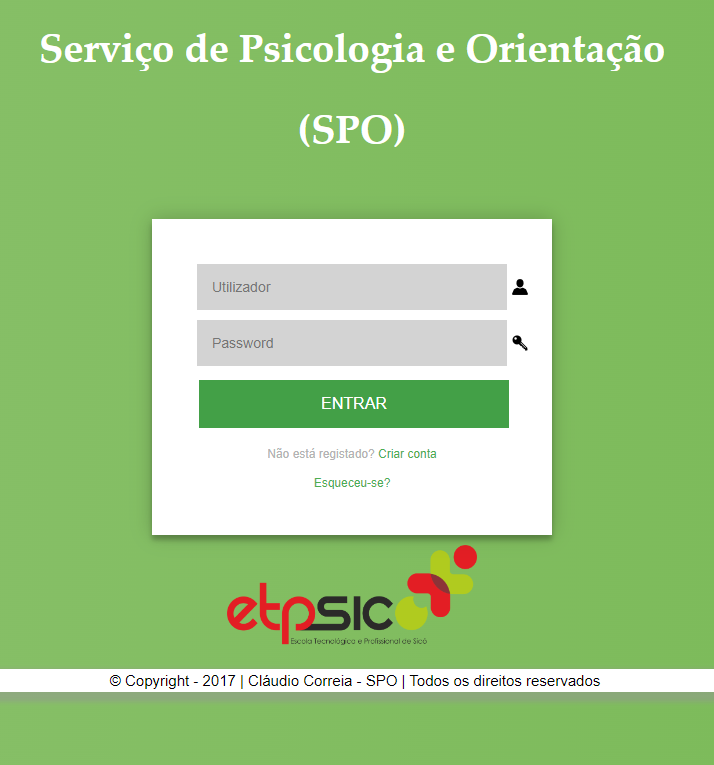 Serviço de Psicologia e Orientação
(SPO)
Utilizador
Password
ENTRAR
Não está registado? Criar conta
Esqueceu-se?
etpsicó
Escola Tecnológica e Profissional de Sicó
© Copyright - 2017 | Cláudio Correia - SPO | Todos os direitos reservados